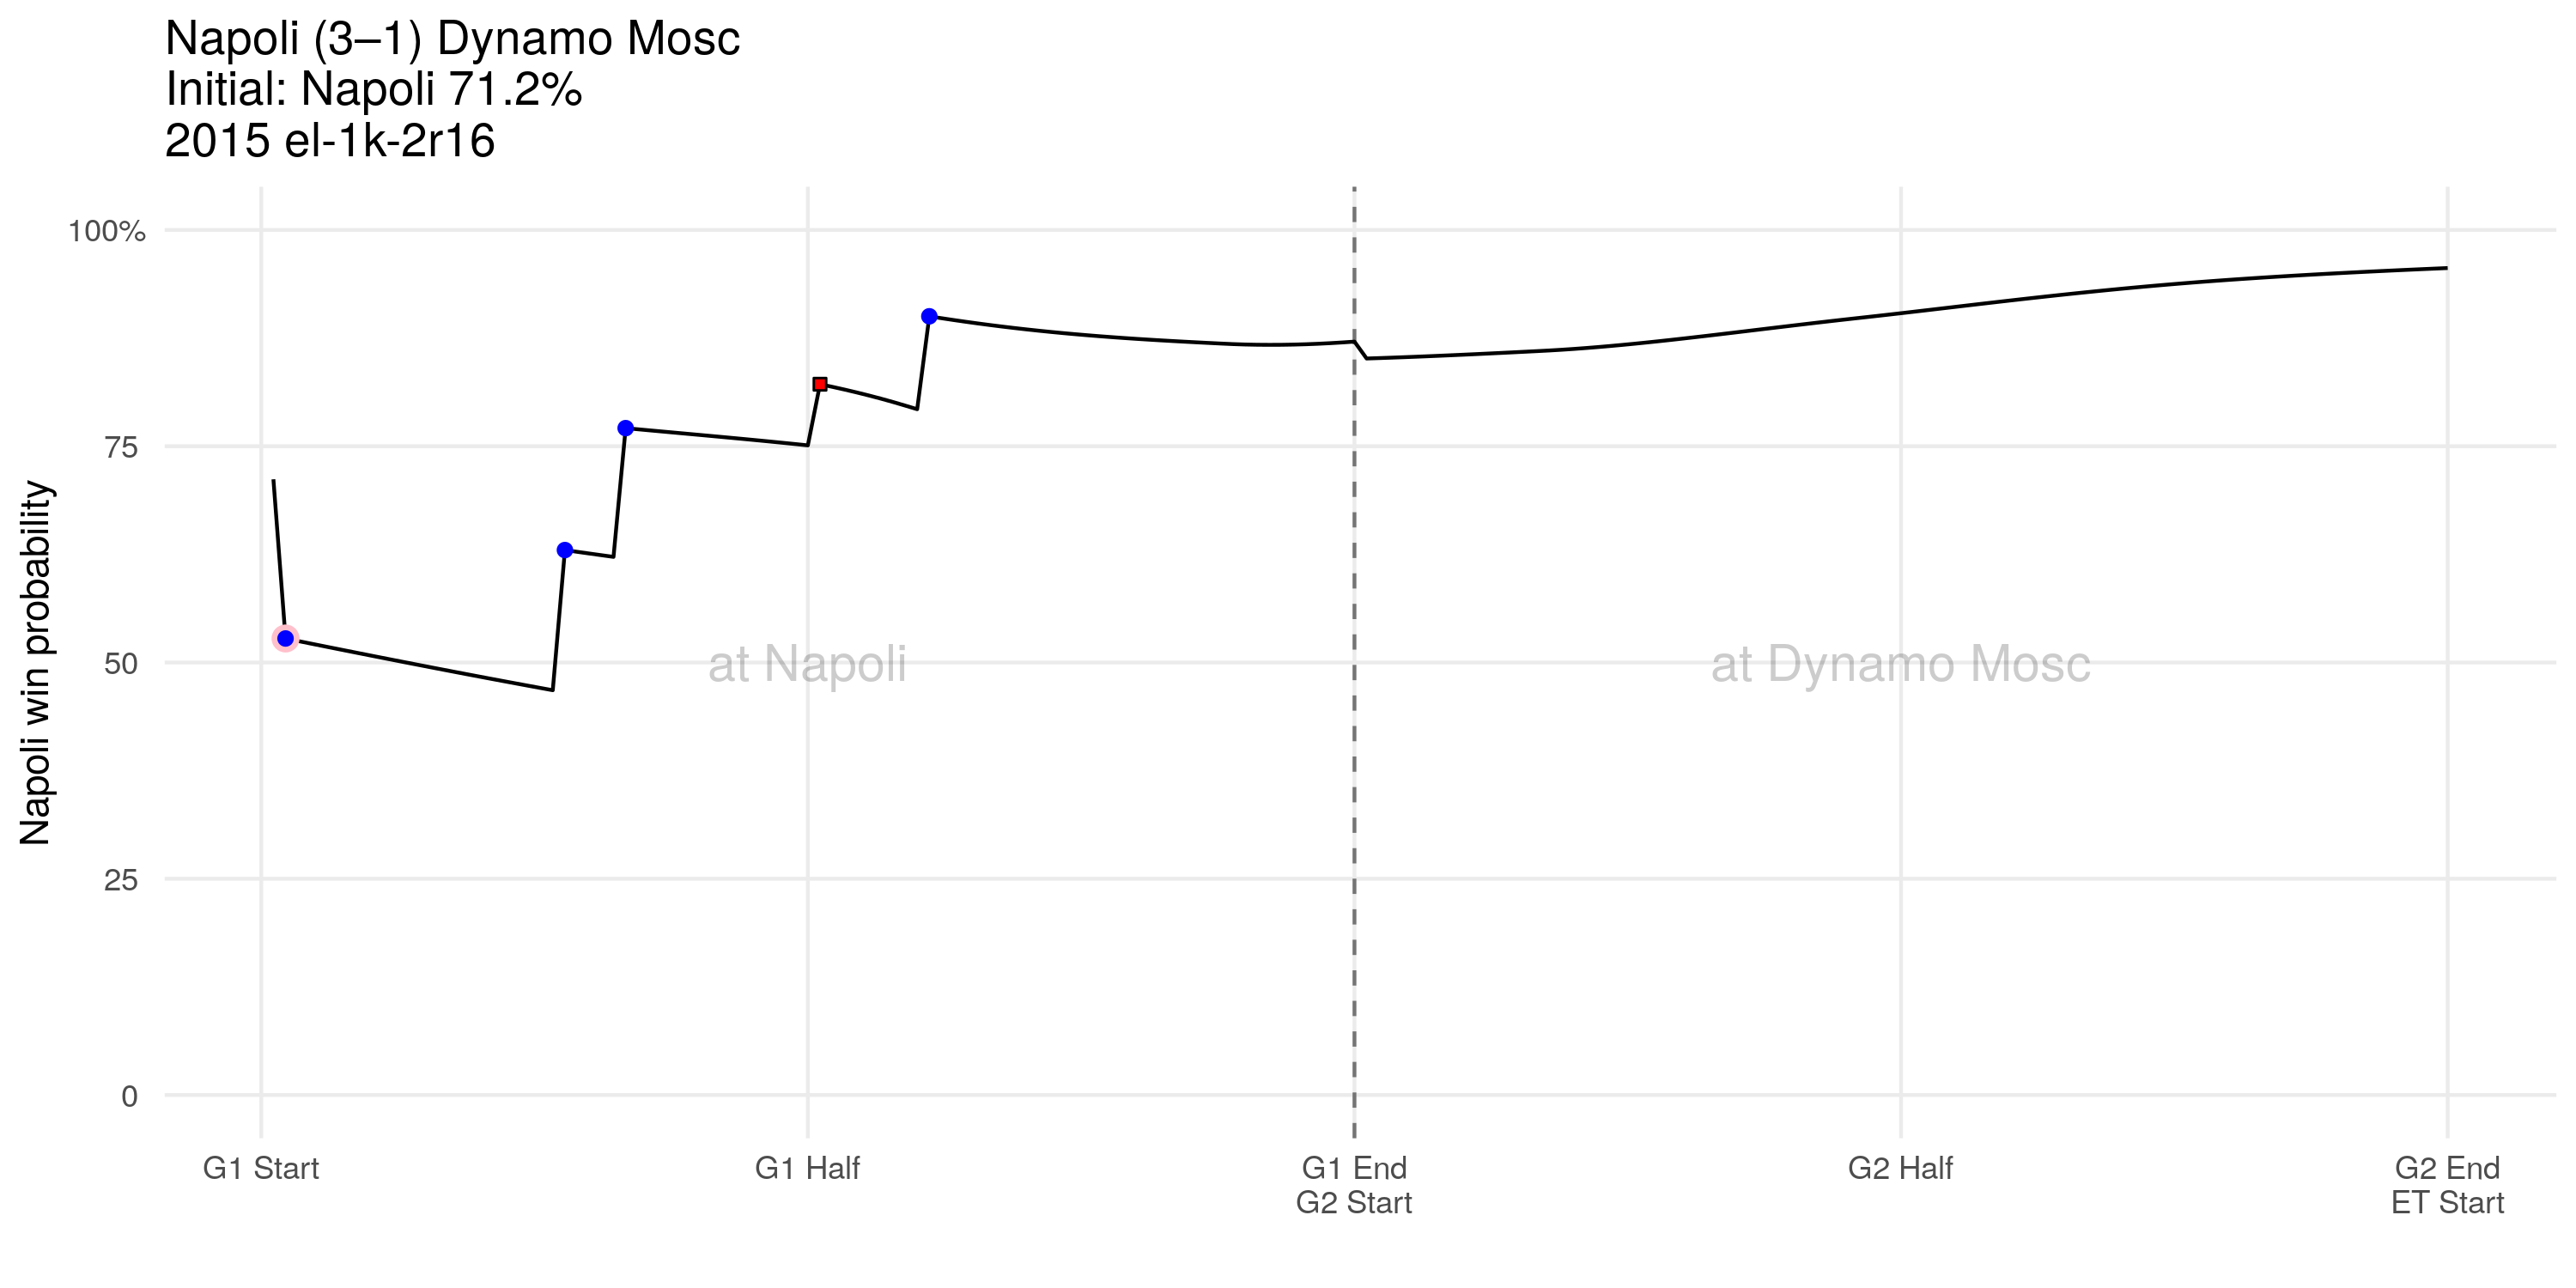 Napoli (3–1) Dynamo Mosc
Initial: Napoli 71.2%
2015 el-1k-2r16
Napoli win probability
100%
75
50
25
0
at Napoli
at Dynamo Mosc
G1 Start
G1 Half
G1 End
G2 Start
G2 Half
G2 End
ET Start